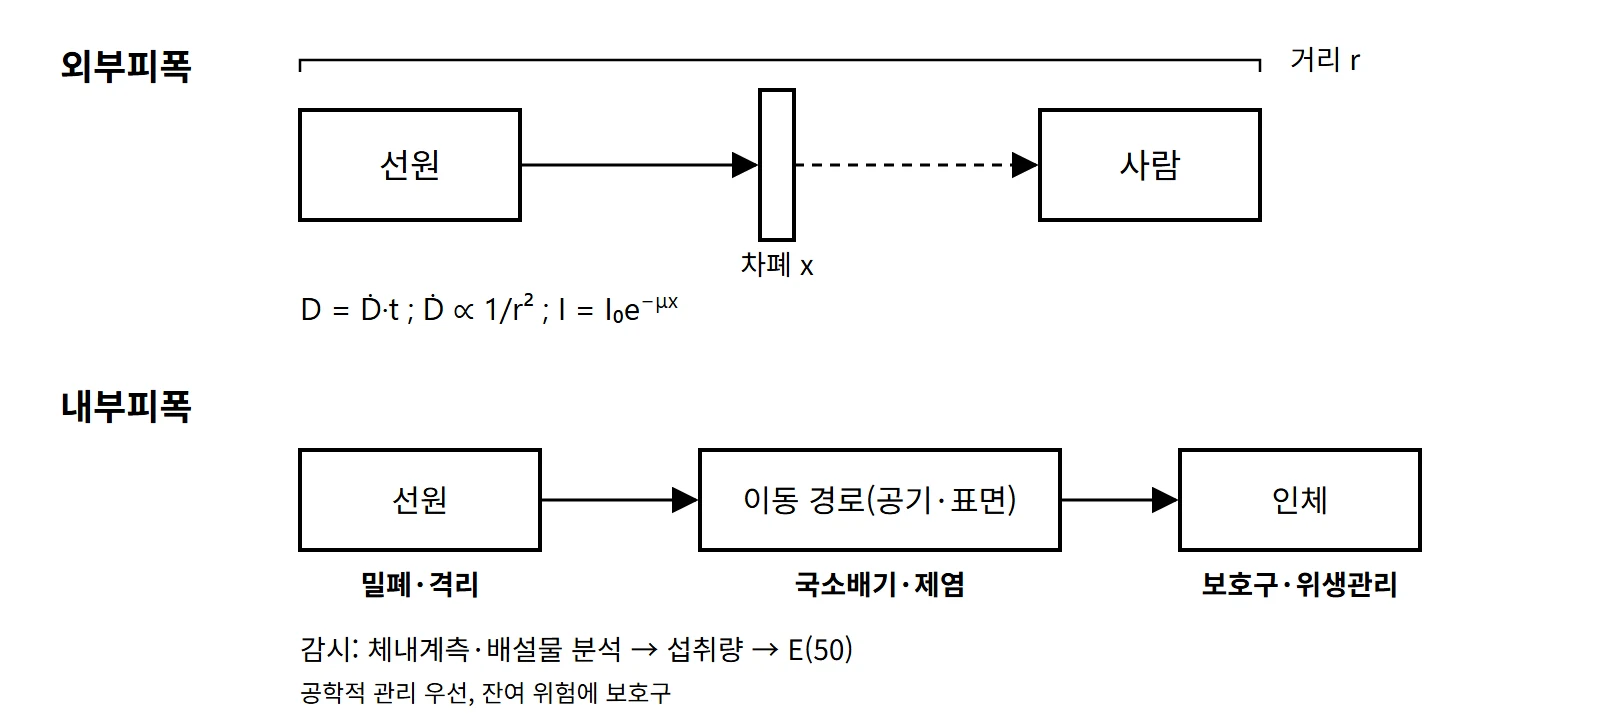 외부피폭
거리 r
선원
사람
차폐 x
D = Ḋ·t ; Ḋ ∝ 1/r² ; I = I₀e⁻μx
내부피폭
선원
이동 경로(공기·표면)
인체
밀폐·격리
국소배기·제염
보호구·위생관리
감시: 체내계측·배설물 분석 → 섭취량 → E(50)
공학적 관리 우선, 잔여 위험에 보호구